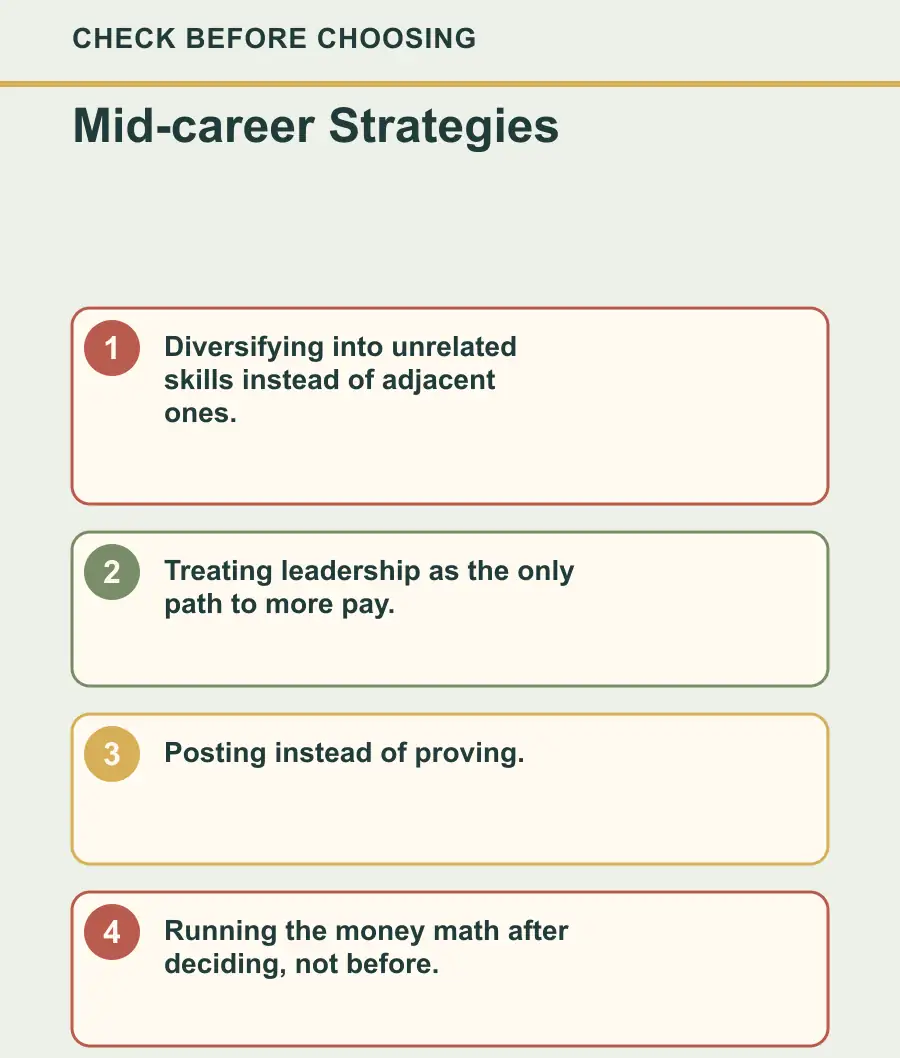 CHECK BEFORE CHOOSING
Mid-career Strategies
1
Diversifying into unrelated
skills instead of adjacent
ones.
2
Treating leadership as the only
path to more pay.
3
Posting instead of proving.
4
Running the money math after
deciding, not before.